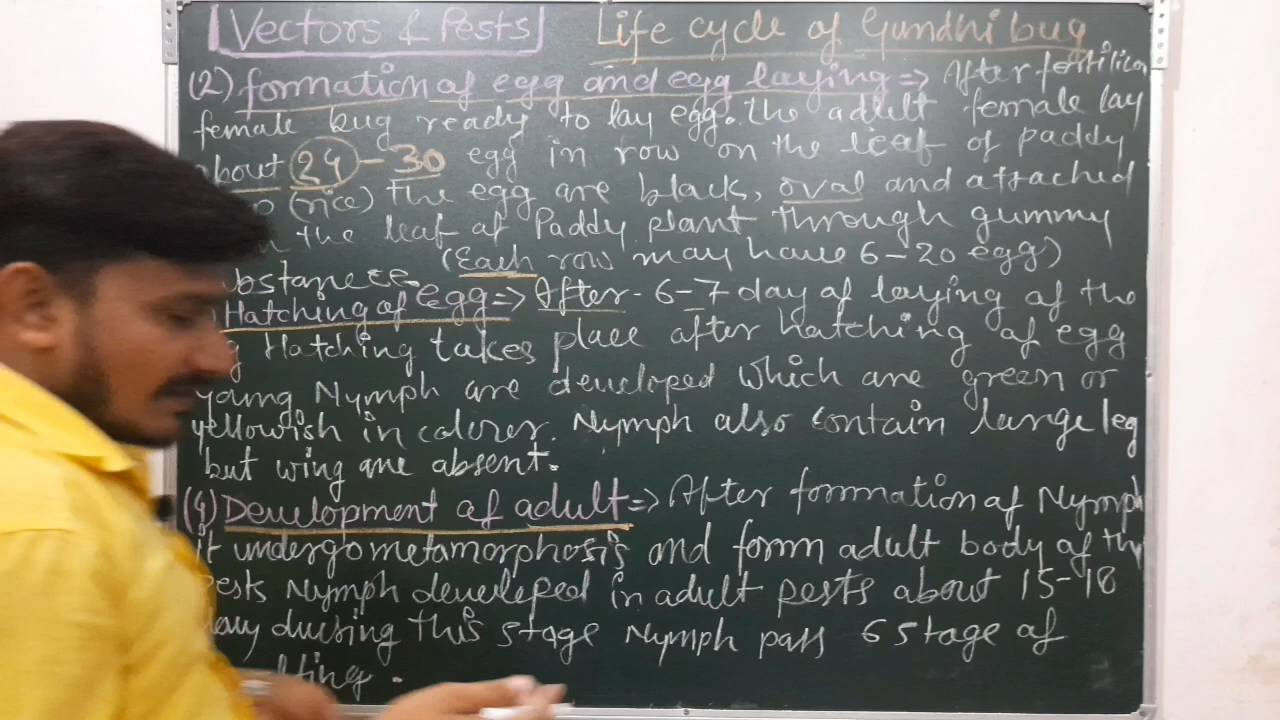 Vectors & Pests Life cycle of Gundhi bug
(2) formation of egg and egg laying => After fertilica
female bug ready to lay egg. The adult female lay
about 24-30 egg in row on the leaf of paddy
(rice) The egg are black, oval and attached
the leaf of Paddy plant through gummy
bstances. (Each row may have 6-20 egg)
Hatching of egg => After - 6-7 day of laying of the
g Hatching takes place after hatching of egg
young Nymph are developed which are green or
yellowish in colorer. Nymph also contain large leg
but wing are absent.
(4) Development of adult => After formation of Nymph
it undergo metamorphosis and form adult body of the
Pests Nymph developed in adult pests about 15-18
day during this stage Nymph pass 6 stage of
lting.